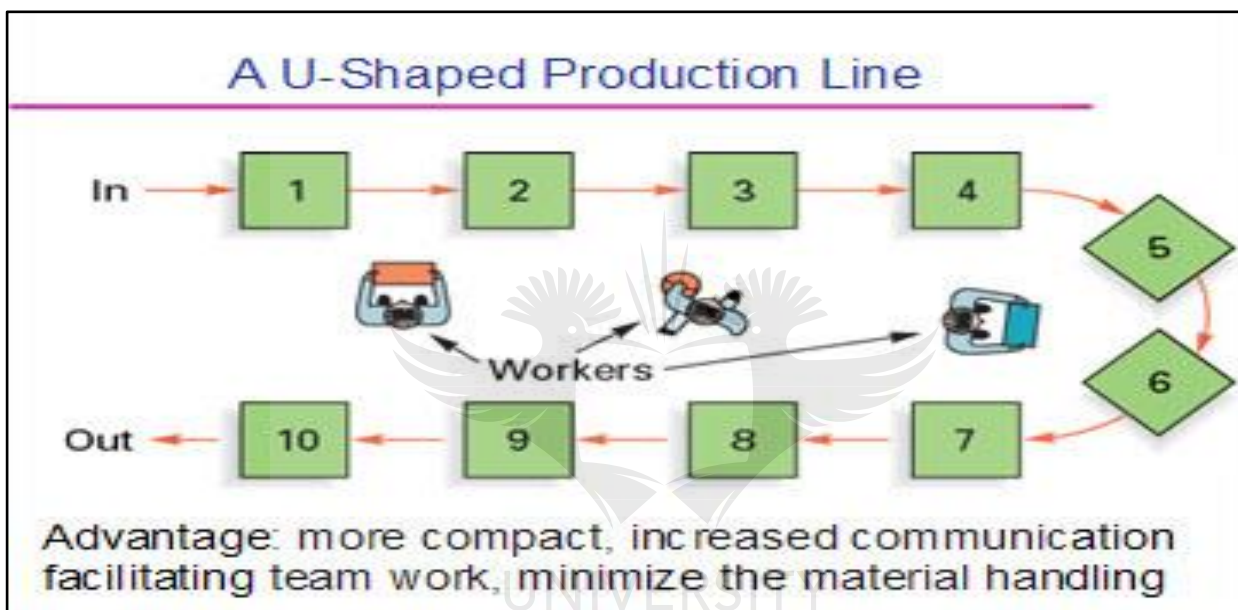 A U-Shaped Production Line
In 1 2 3 4
5
Workers
6
Out 10 9 8 7
Advantage: more compact, increased communication
facilitating team work, minimize the material handling
UNIVERSITY